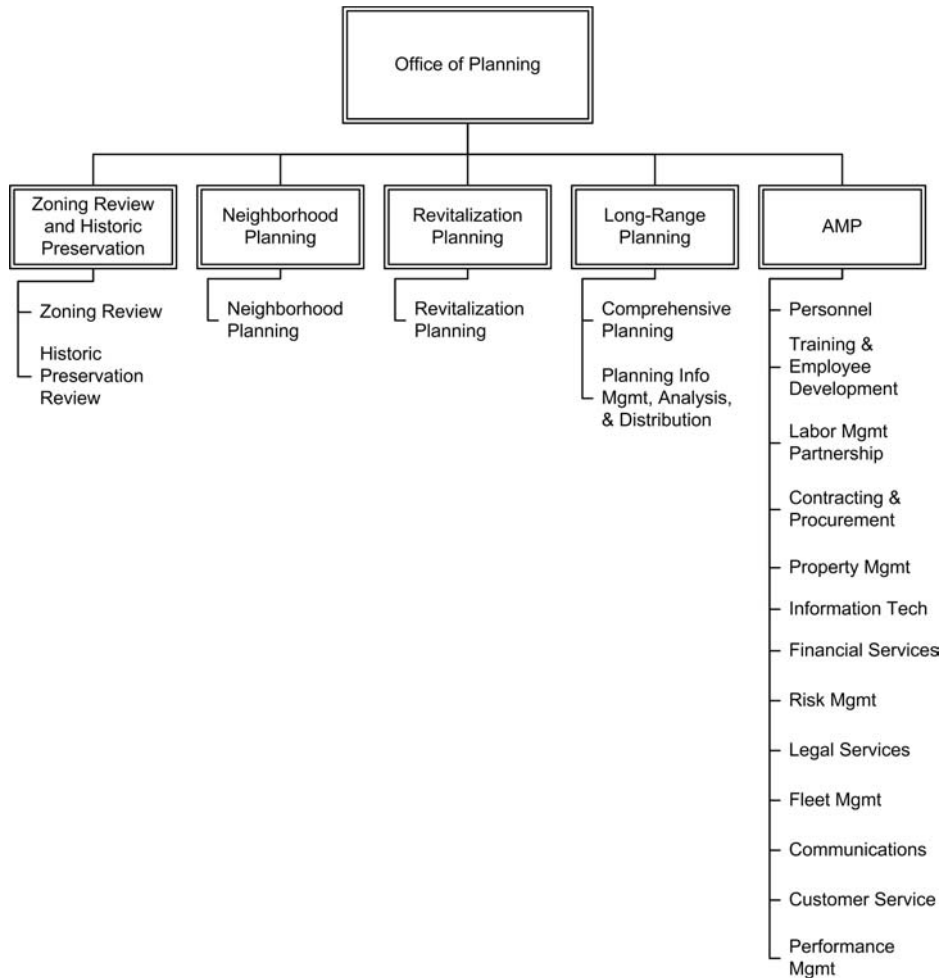 Office of Planning
Zoning Review
and Historic
Preservation
Neighborhood
Planning
Revitalization
Planning
Long-Range
Planning
AMP
Zoning Review
Historic
Preservation
Review
Neighborhood
Planning
Revitalization
Planning
Comprehensive
Planning
Planning Info
Mgmt, Analysis,
& Distribution
Personnel
Training &
Employee
Development
Labor Mgmt
Partnership
Contracting &
Procurement
Property Mgmt
Information Tech
Financial Services
Risk Mgmt
Legal Services
Fleet Mgmt
Communications
Customer Service
Performance
Mgmt